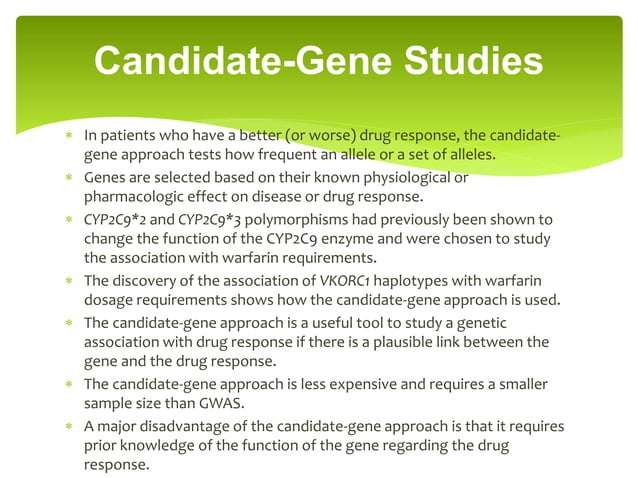 Candidate-Gene Studies
* In patients who have a better (or worse) drug response, the candidate-
gene approach tests how frequent an allele or a set of alleles.
* Genes are selected based on their known physiological or
pharmacologic effect on disease or drug response.
* CYP2C9*2 and CYP2C9*3 polymorphisms had previously been shown to
change the function of the CYP2C9 enzyme and were chosen to study
the association with warfarin requirements.
* The discovery of the association of VKORC1 haplotypes with warfarin
dosage requirements shows how the candidate-gene approach is used.
* The candidate-gene approach is a useful tool to study a genetic
association with drug response if there is a plausible link between the
gene and the drug response.
* The candidate-gene approach is less expensive and requires a smaller
sample size than GWAS.
* A major disadvantage of the candidate-gene approach is that it requires
prior knowledge of the function of the gene regarding the drug
response.